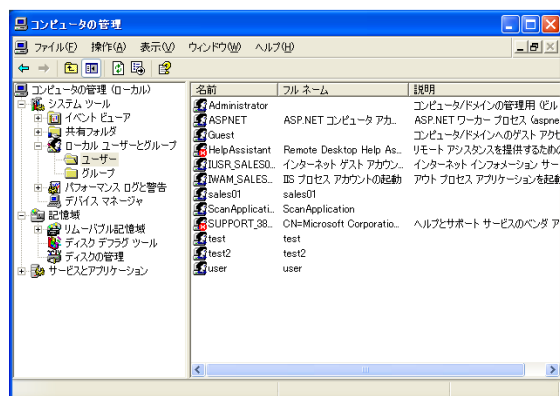 コンピュータの管理
ファイル(F) 操作(A) 表示(V) ウィンドウ(W) ヘルプ(H)
コンピュータの管理 (ローカル)
システム ツール
イベント ビューア
共有フォルダ
ローカル ユーザーとグループ
ユーザー
グループ
パフォーマンス ログと警告
デバイス マネージャ
記憶域
リムーバブル記憶域
ディスク デフラグ ツール
ディスクの管理
サービスとアプリケーション
名前 フル ネーム 説明
Administrator コンピュータ/ドメインの管理用 (ビル
ASPNET ASP.NET コンピュータ アカ... ASP.NET ワーカー プロセス (aspne
Guest コンピュータ/ドメインへのゲスト アクセ
HelpAssistant Remote Desktop Help As... リモート アシスタンスを提供するための
IUSR_SALES0... インターネット ゲスト アカウン... インターネット インフォメーション サー
IWAM_SALES... IIS プロセス アカウントの起動 アウト プロセス アプリケーションを起動
sales01 sales01
ScanApplicati... ScanApplication
SUPPORT_38... CN=Microsoft Corporatio... ヘルプとサポート サービスのベンダ ア
test test
test2 test2
user user